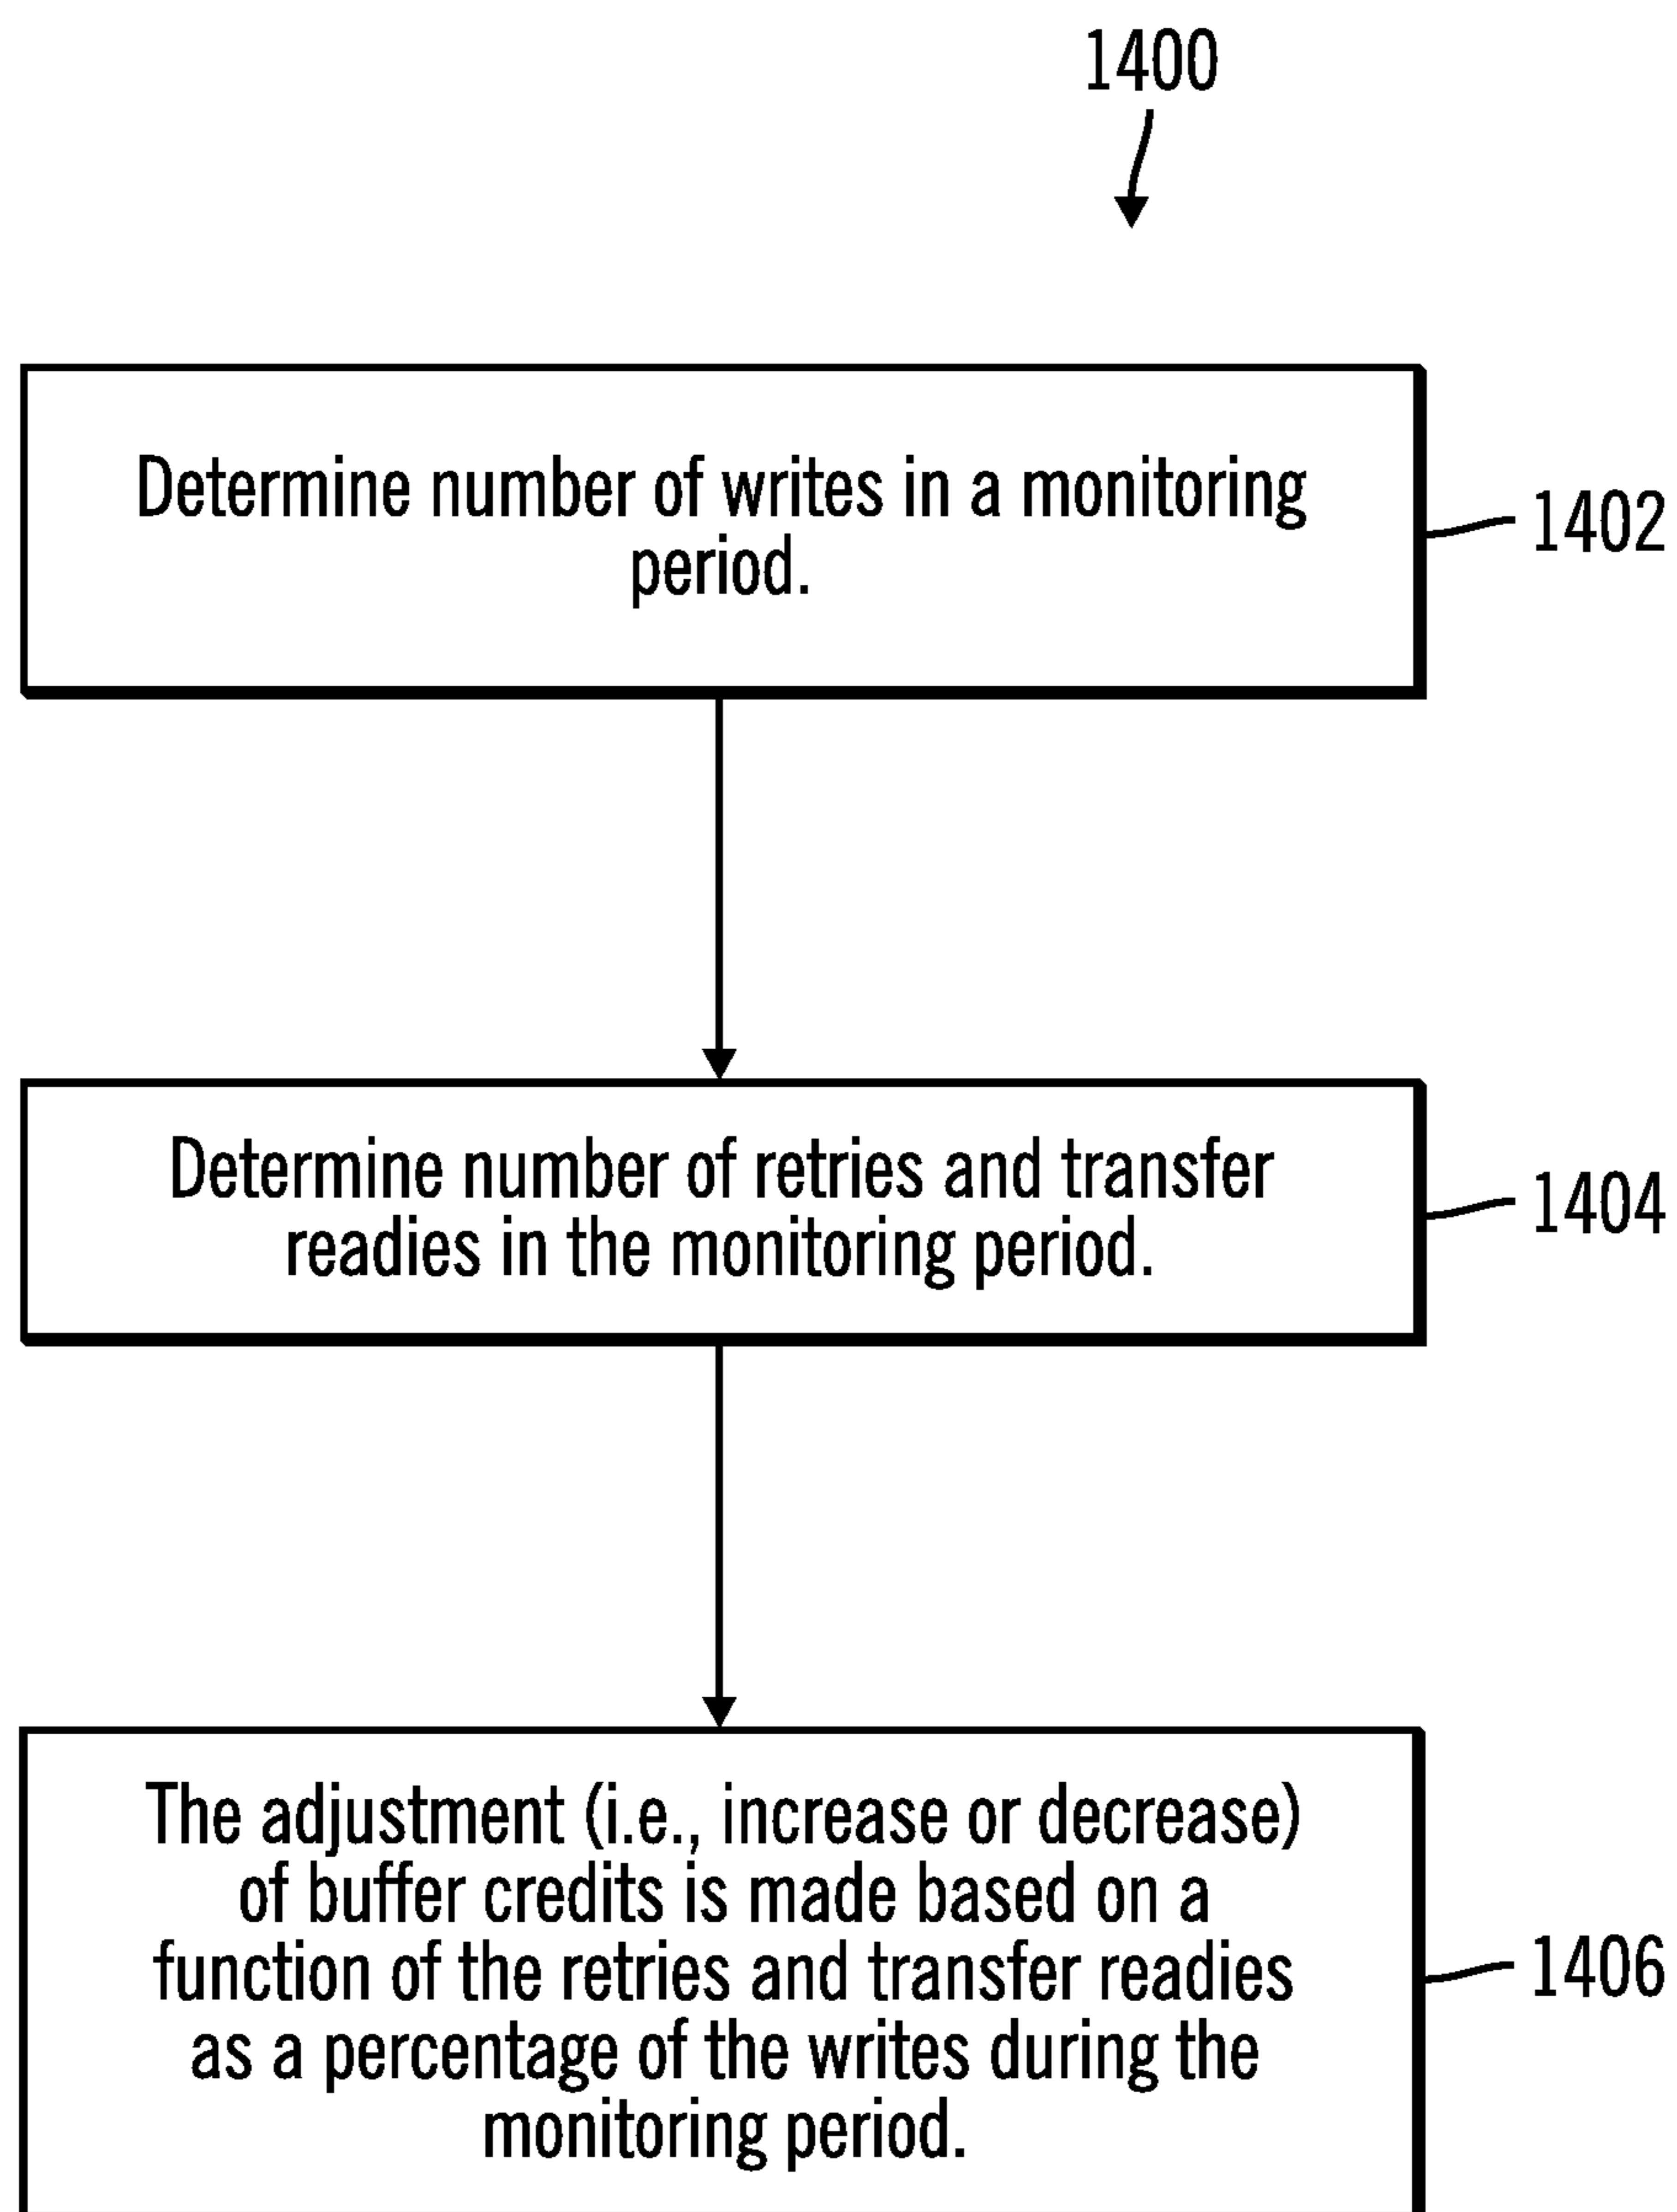 1400
Determine number of writes in a monitoring
period.
1402
Determine number of retries and transfer
readies in the monitoring period.
1404
The adjustment (i.e., increase or decrease)
of buffer credits is made based on a
function of the retries and transfer readies
as a percentage of the writes during the
monitoring period.
1406